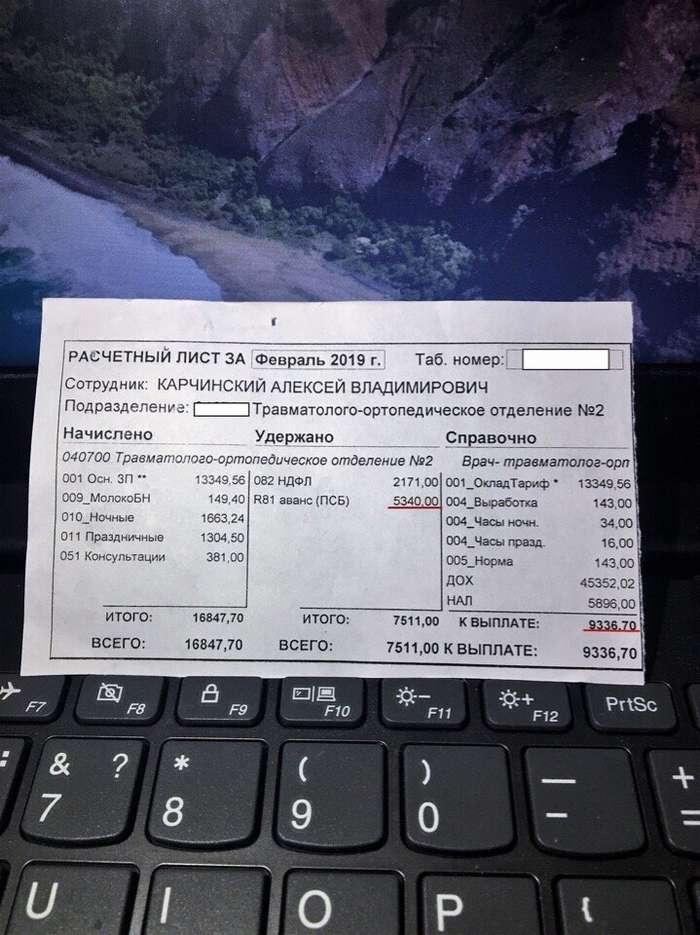 РАСЧЕТНЫЙ ЛИСТ ЗА Февраль 2019 г. Таб. номер:
Сотрудник: КАРЧИНСКИЙ АЛЕКСЕЙ ВЛАДИМИРОВИЧ
Подразделение: Травматолого-ортопедическое отделение №2
Начислено Удержано Справочно
040700 Травматолого-ортопедическое отделение №2 Врач- травматолог-орп
001 Осн. ЗП ** 13349,56 082 НДФЛ 2171,00 001_ОкладТариф * 13349,56
009_МолокоБН 149,40 R81 аванс (ПСБ) 5340,00 004_Выработка 143,00
010_Ночные 1663,24 004_Часы ночн. 34,00
011 Праздничные 1304,50 004_Часы празд. 16,00
051 Консультации 381,00 005_Норма 143,00
ДОХ 45352,02
НАЛ 5896,00
ИТОГО: 16847,70 ИТОГО: 7511,00 К ВЫПЛАТЕ: 9336,70
ВСЕГО: 16847,70 ВСЕГО: 7511,00 К ВЫПЛАТЕ: 9336,70
F7 F8 F9 F10 F11 F12 PrtSc
& ? * ( ) — +
7 8 9 0 - =
U I O P {